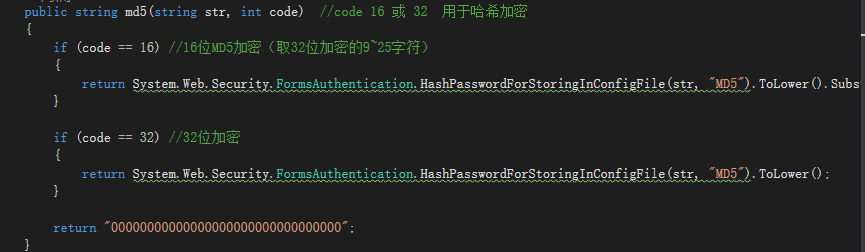 public string md5(string str, int code)  //code 16 或 32  用于哈希加密
{
if (code == 16) //16位MD5加密（取32位加密的9~25字符）
{
return System.Web.Security.FormsAuthentication.HashPasswordForStoringInConfigFile(str, "MD5").ToLower().Subs
}
if (code == 32) //32位加密
{
return System.Web.Security.FormsAuthentication.HashPasswordForStoringInConfigFile(str, "MD5").ToLower();
}
return "00000000000000000000000000000000";
}